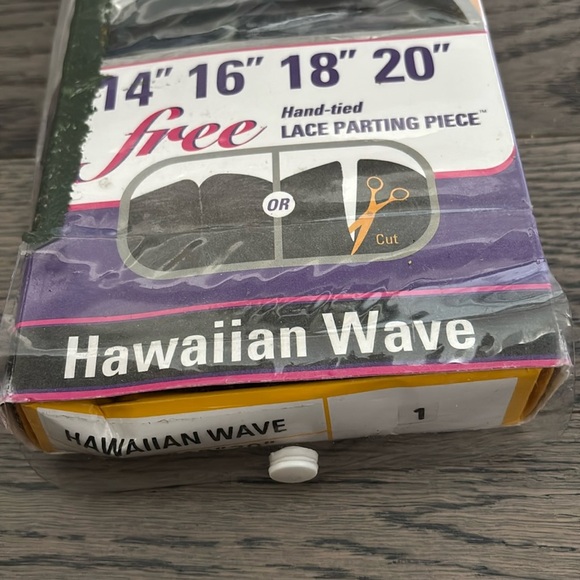 14" 16" 18" 20"
free
Hand-tied
LACE PARTING PIECE™
OR
Cut
Hawaiian Wave
HAWAIIAN WAVE
1